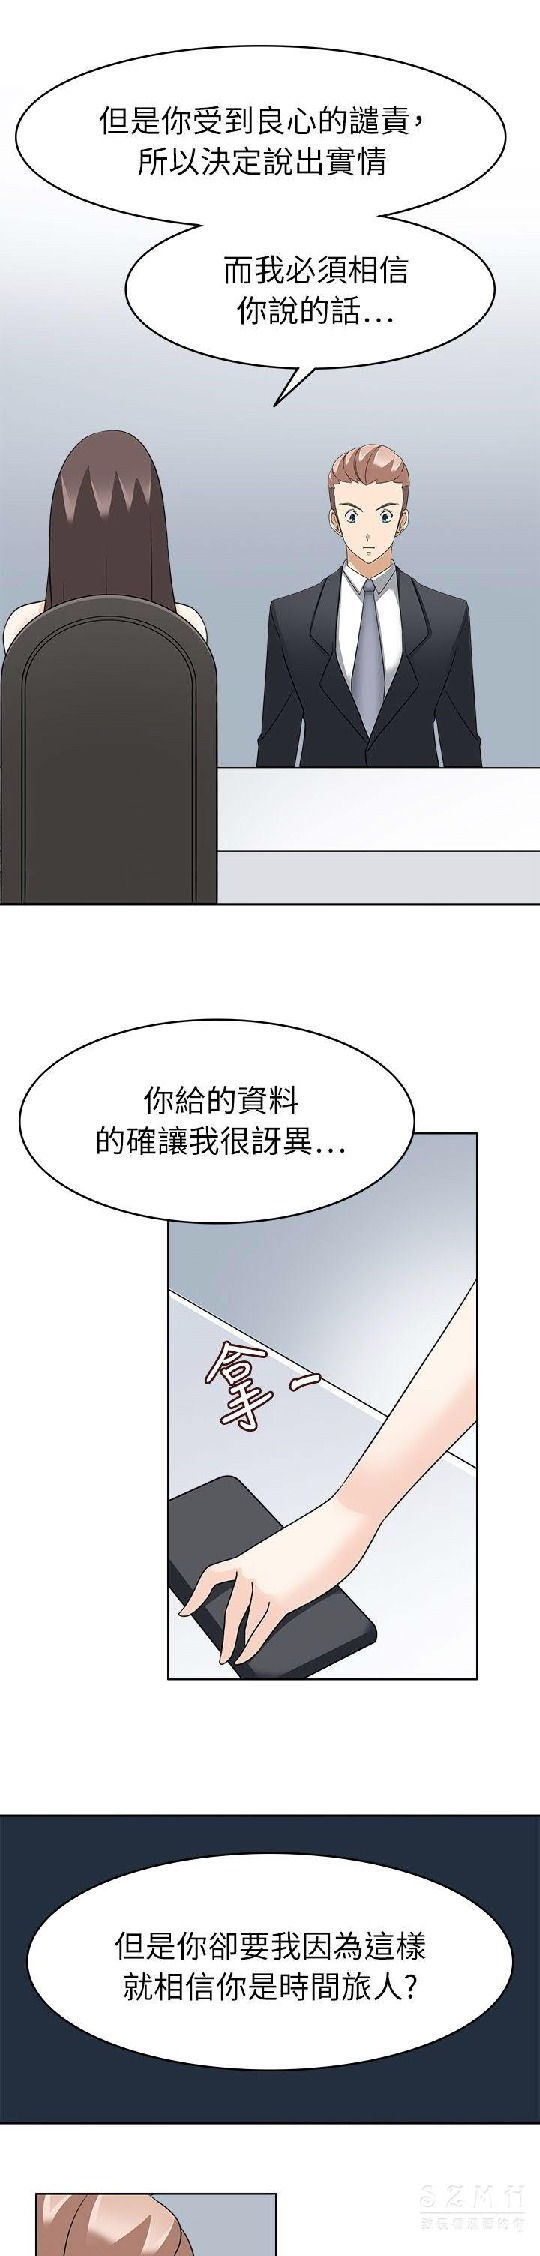 但是你受到良心的譴責，
所以決定說出實情
而我必須相信
你說的話...
你給的資料
的確讓我很訝異...
拿—
但是你卻要我因為這樣
就相信你是時間旅人?
SZMH